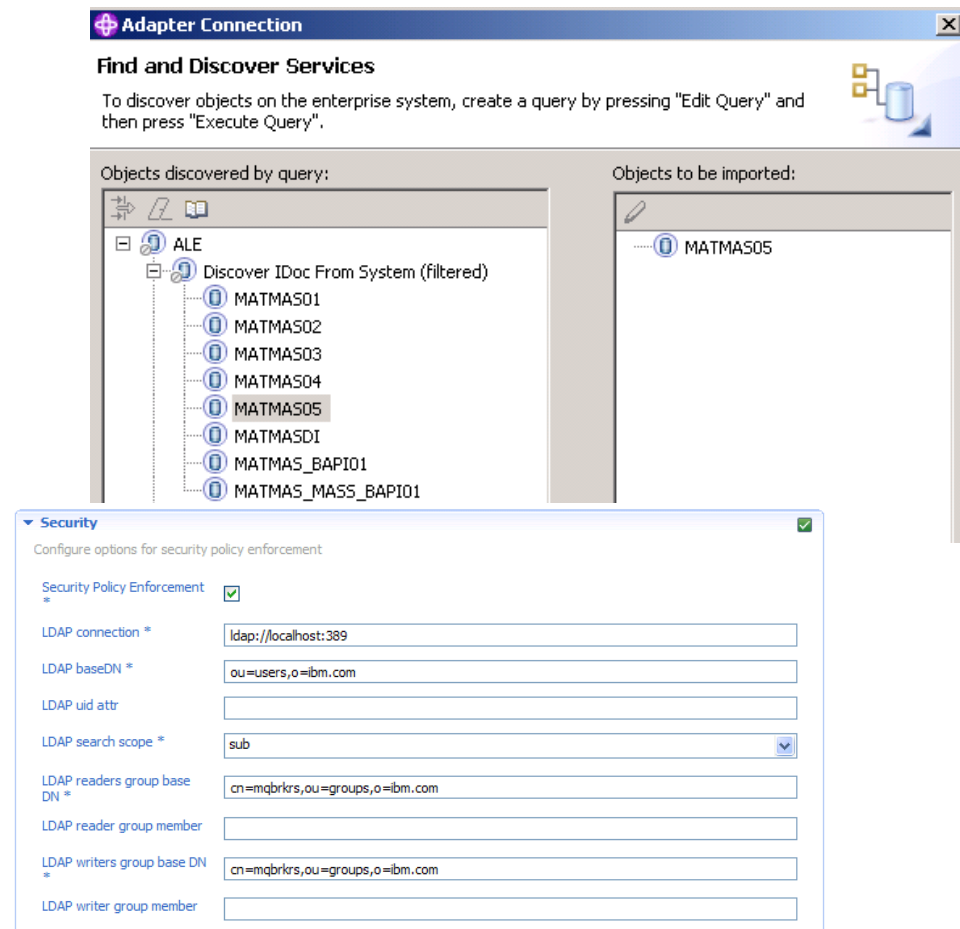 Adapter Connection
Find and Discover Services
To discover objects on the enterprise system, create a query by pressing "Edit Query" and
then press "Execute Query".
Objects discovered by query:
Objects to be imported:
ALE
Discover IDoc From System (filtered)
MATMAS01
MATMAS02
MATMAS03
MATMAS04
MATMAS05
MATMASDI
MATMAS_BAPI01
MATMAS_MASS_BAPI01
MATMAS05
Security
Configure options for security policy enforcement
Security Policy Enforcement
*
LDAP connection *
ldap://localhost:389
LDAP baseDN *
ou=users,o=ibm.com
LDAP uid attr
LDAP search scope *
sub
LDAP readers group base
DN *
cn=mqbrkrs,ou=groups,o=ibm.com
LDAP reader group member
LDAP writers group base DN
*
cn=mqbrkrs,ou=groups,o=ibm.com
LDAP writer group member